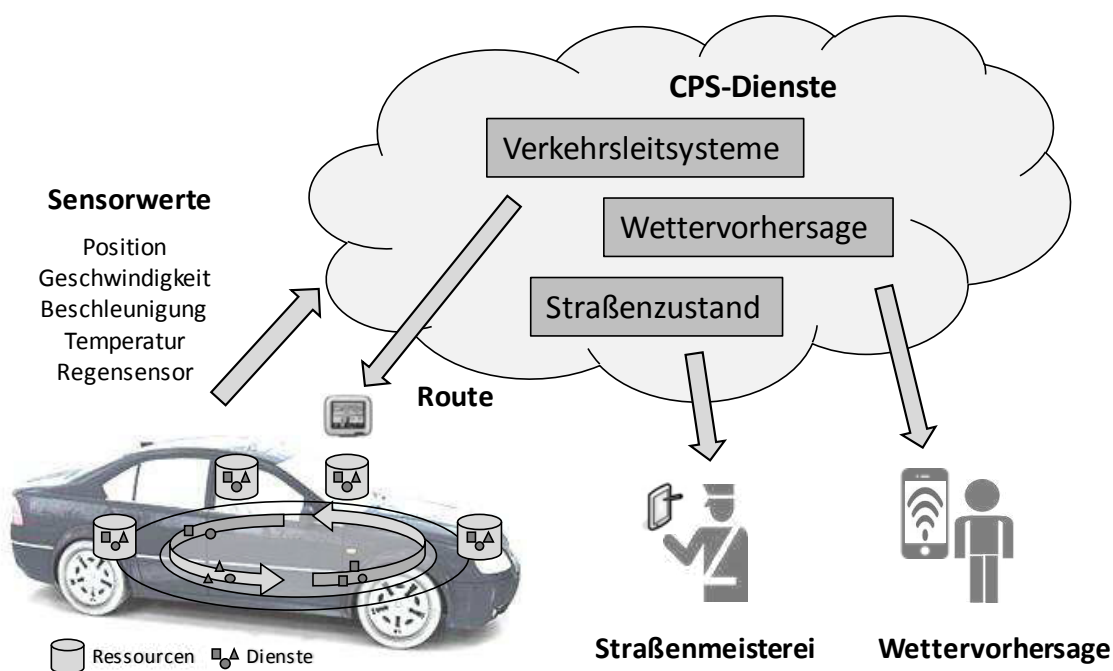 CPS-Dienste
Verkehrsleitsysteme
Wettervorhersage
Straßenzustand
Sensorwerte
Position
Geschwindigkeit
Beschleunigung
Temperatur
Regensensor
Route
Ressourcen
Dienste
Straßenmeisterei
Wettervorhersage